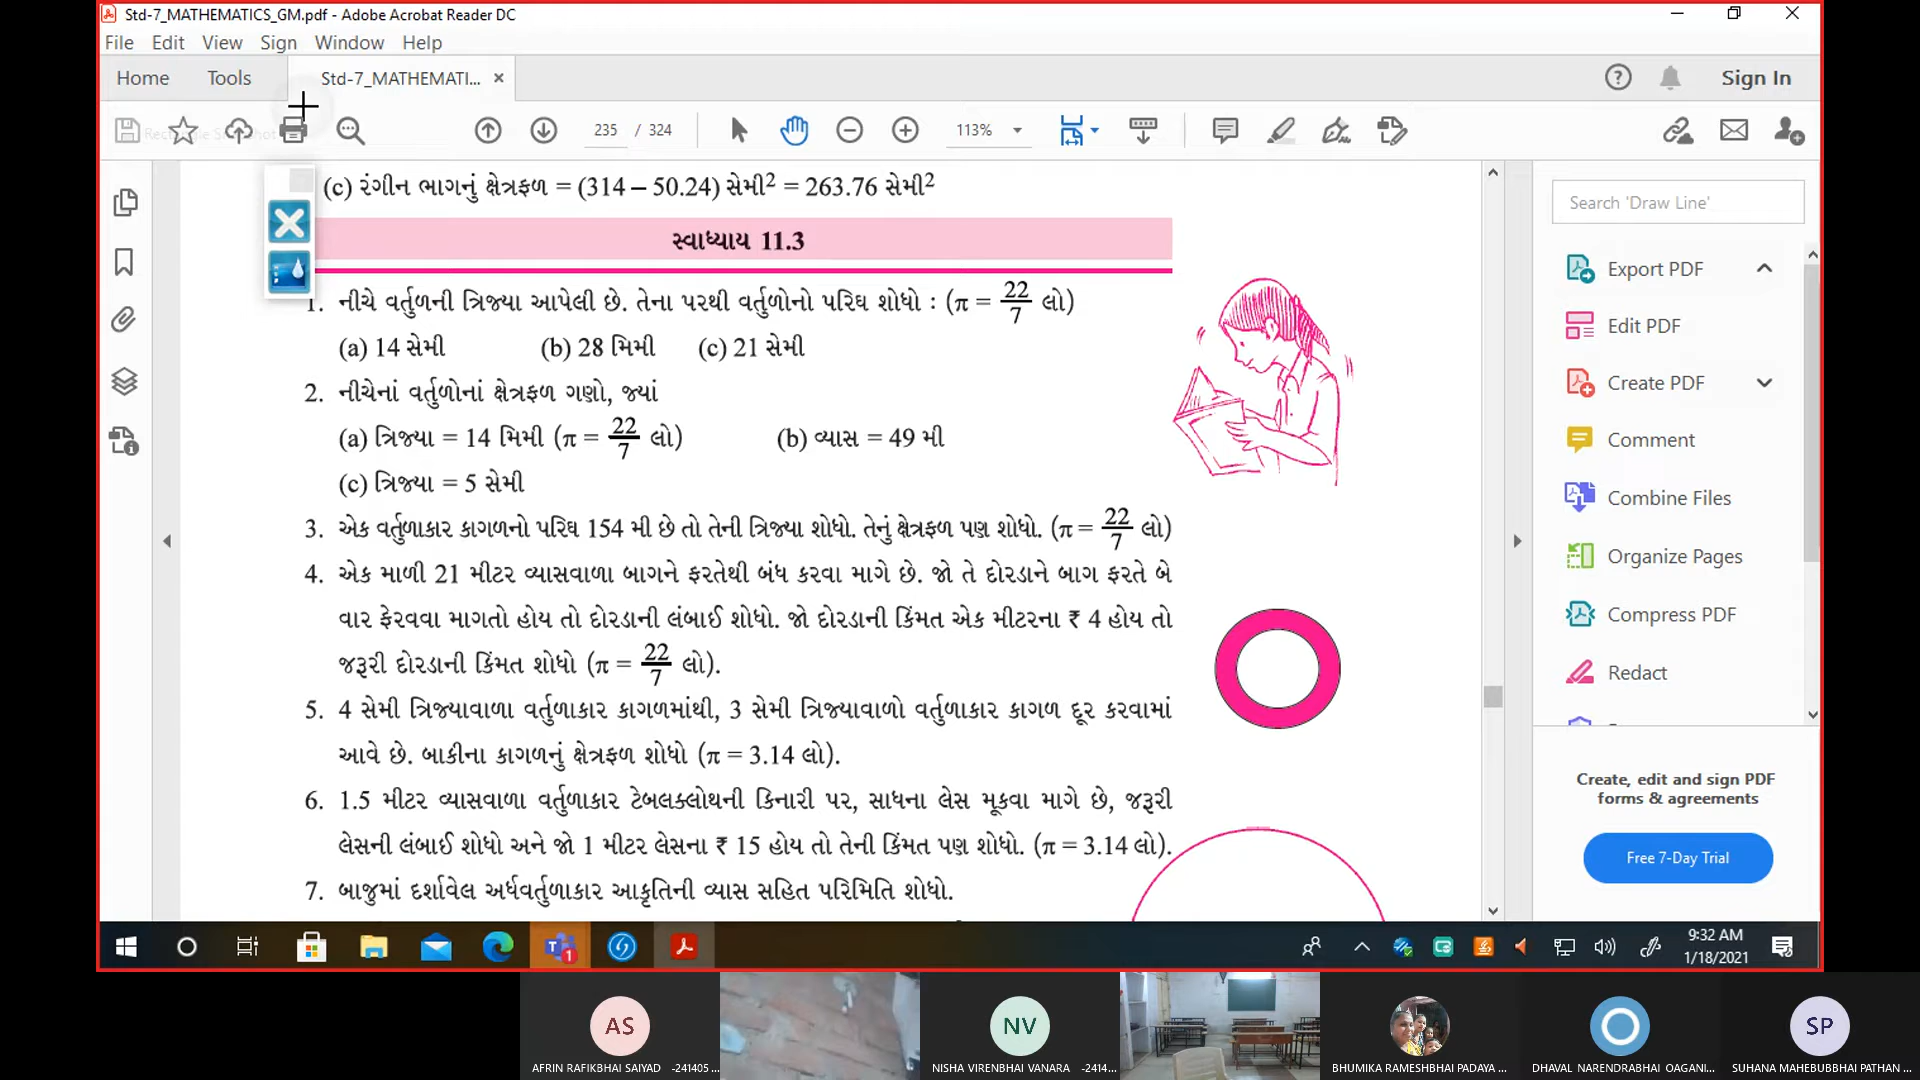 Std-7_MATHEMATICS_GM.pdf - Adobe Acrobat Reader DC
File Edit View Sign Window Help
Home Tools Std-7_MATHEMATI... × Sign In
235 / 324 113%
(c) રંગીન ભાગનું ક્ષેત્રફળ = (314 – 50.24) સેમી² = 263.76 સેમી²
સ્વાધ્યાય 11.3
1. નીચે વર્તુળની ત્રિજ્યા આપેલી છે. તેના પરથી વર્તુળોનો પરિઘ શોધો : (π = 22/7 લો)
(a) 14 સેમી (b) 28 મિમી (c) 21 સેમી
2. નીચેનાં વર્તુળોનાં ક્ષેત્રફળ ગણો, જ્યાં
(a) ત્રિજ્યા = 14 મિમી (π = 22/7 લો) (b) વ્યાસ = 49 મી
(c) ત્રિજ્યા = 5 સેમી
3. એક વર્તુળાકાર કાગળનો પરિઘ 154 મી છે તો તેની ત્રિજ્યા શોધો. તેનું ક્ષેત્રફળ પણ શોધો. (π = 22/7 લો)
4. એક માળી 21 મીટર વ્યાસવાળા બાગને ફરતેથી બંધ કરવા માગે છે. જો તે દોરડાને બાગ ફરતે બે
વાર ફેરવવા માગતો હોય તો દોરડાની લંબાઈ શોધો. જો દોરડાની કિંમત એક મીટરના ₹ 4 હોય તો
જરૂરી દોરડાની કિંમત શોધો (π = 22/7 લો).
5. 4 સેમી ત્રિજ્યાવાળા વર્તુળાકાર કાગળમાંથી, 3 સેમી ત્રિજ્યાવાળો વર્તુળાકાર કાગળ દૂર કરવામાં
આવે છે. બાકીના કાગળનું ક્ષેત્રફળ શોધો (π = 3.14 લો).
6. 1.5 મીટર વ્યાસવાળા વર્તુળાકાર ટેબલક્લોથની કિનારી પર, સાધના લેસ મૂકવા માગે છે, જરૂરી
લેસની લંબાઈ શોધો અને જો 1 મીટર લેસના ₹ 15 હોય તો તેની કિંમત પણ શોધો. (π = 3.14 લો).
7. બાજુમાં દર્શાવેલ અર્ધવર્તુળાકાર આકૃતિની વ્યાસ સહિત પરિમિતિ શોધો.
Search 'Draw Line'
Export PDF
Edit PDF
Create PDF
Comment
Combine Files
Organize Pages
Compress PDF
Redact
Create, edit and sign PDF
forms & agreements
Free 7-Day Trial
1
9:32 AM
1/18/2021
AS NV SP
AFRIN RAFIKBHAI SAIYAD -241405 ... NISHA VIRENBHAI VANARA -2414... BHUMIKA RAMESHBHAI PADAYA ... DHAVAL NARENDRABHAI OAGANI... SUHANA MAHEBUBBHAI PATHAN ...